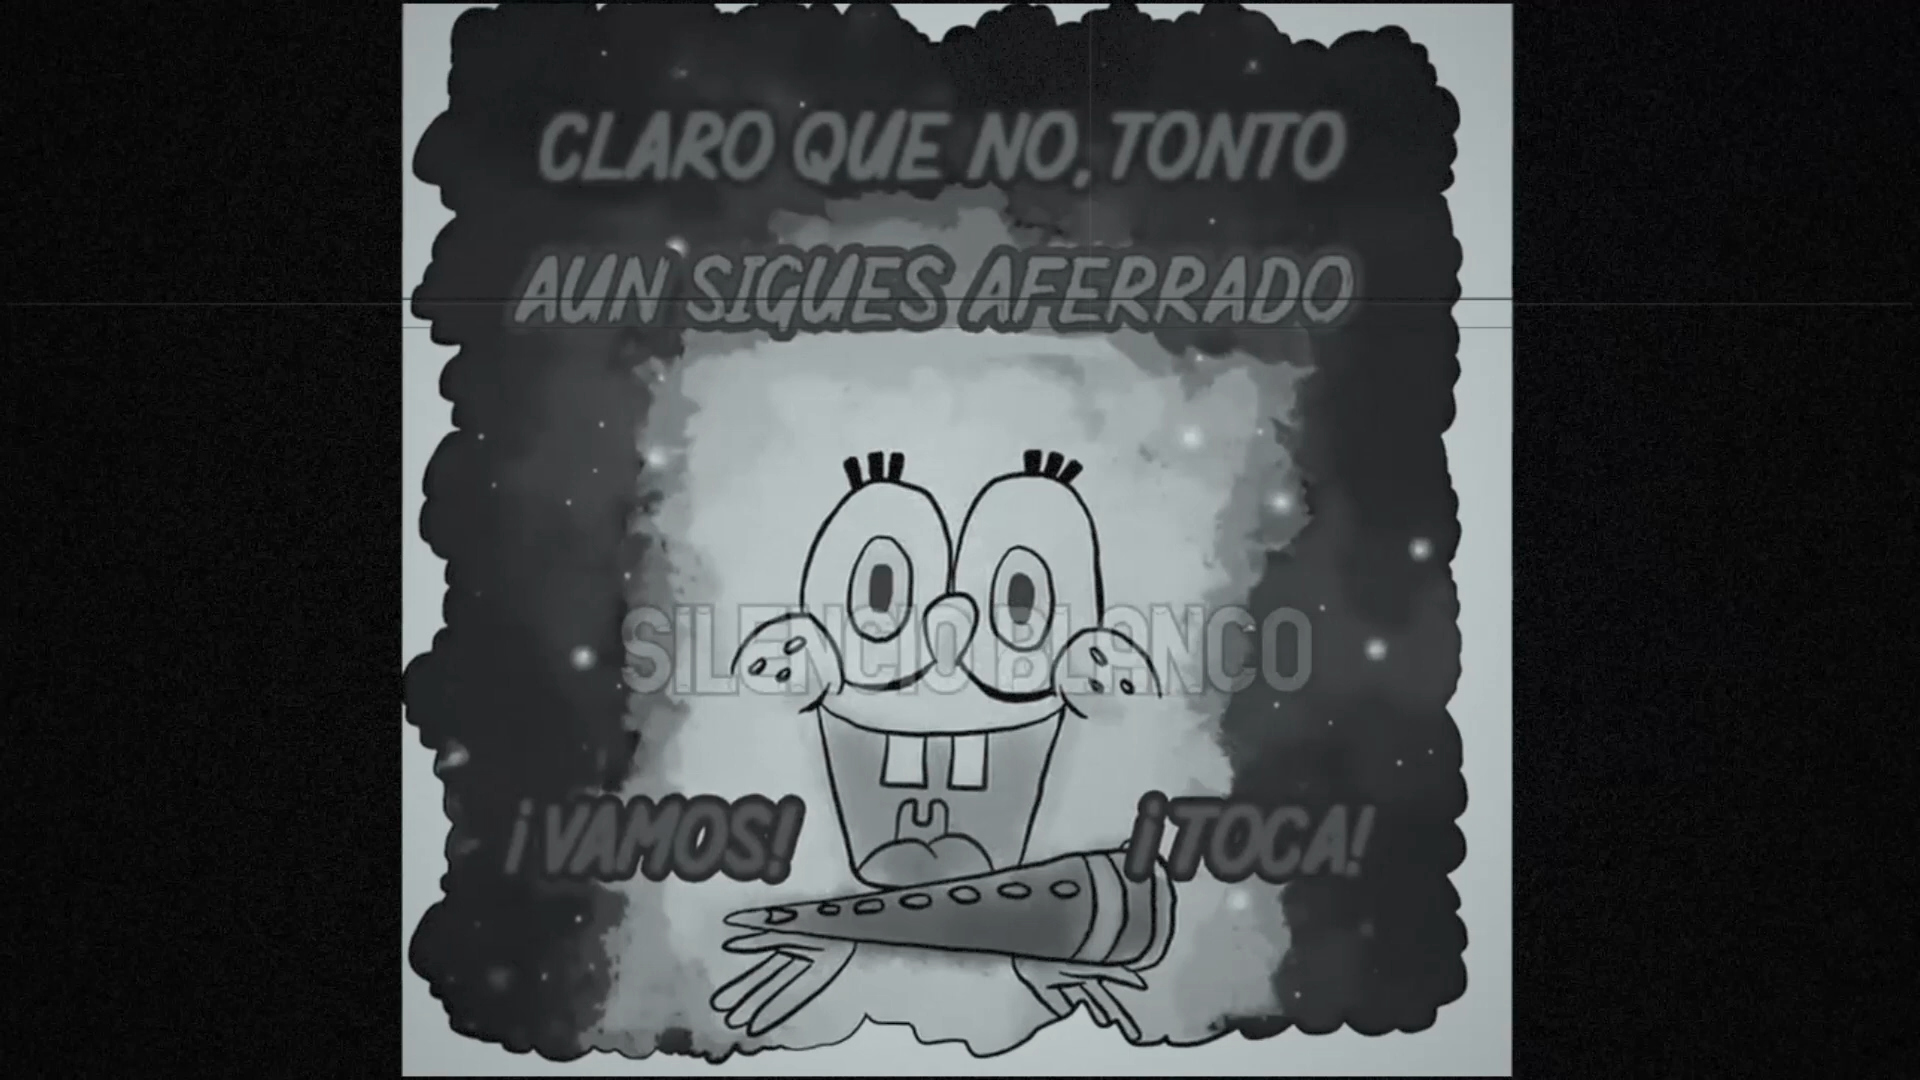 CLARO QUE NO, TONTO
AUN SIGUES AFERRADO
SILENCIO BLANCO
¡VAMOS! ¡TOCA!